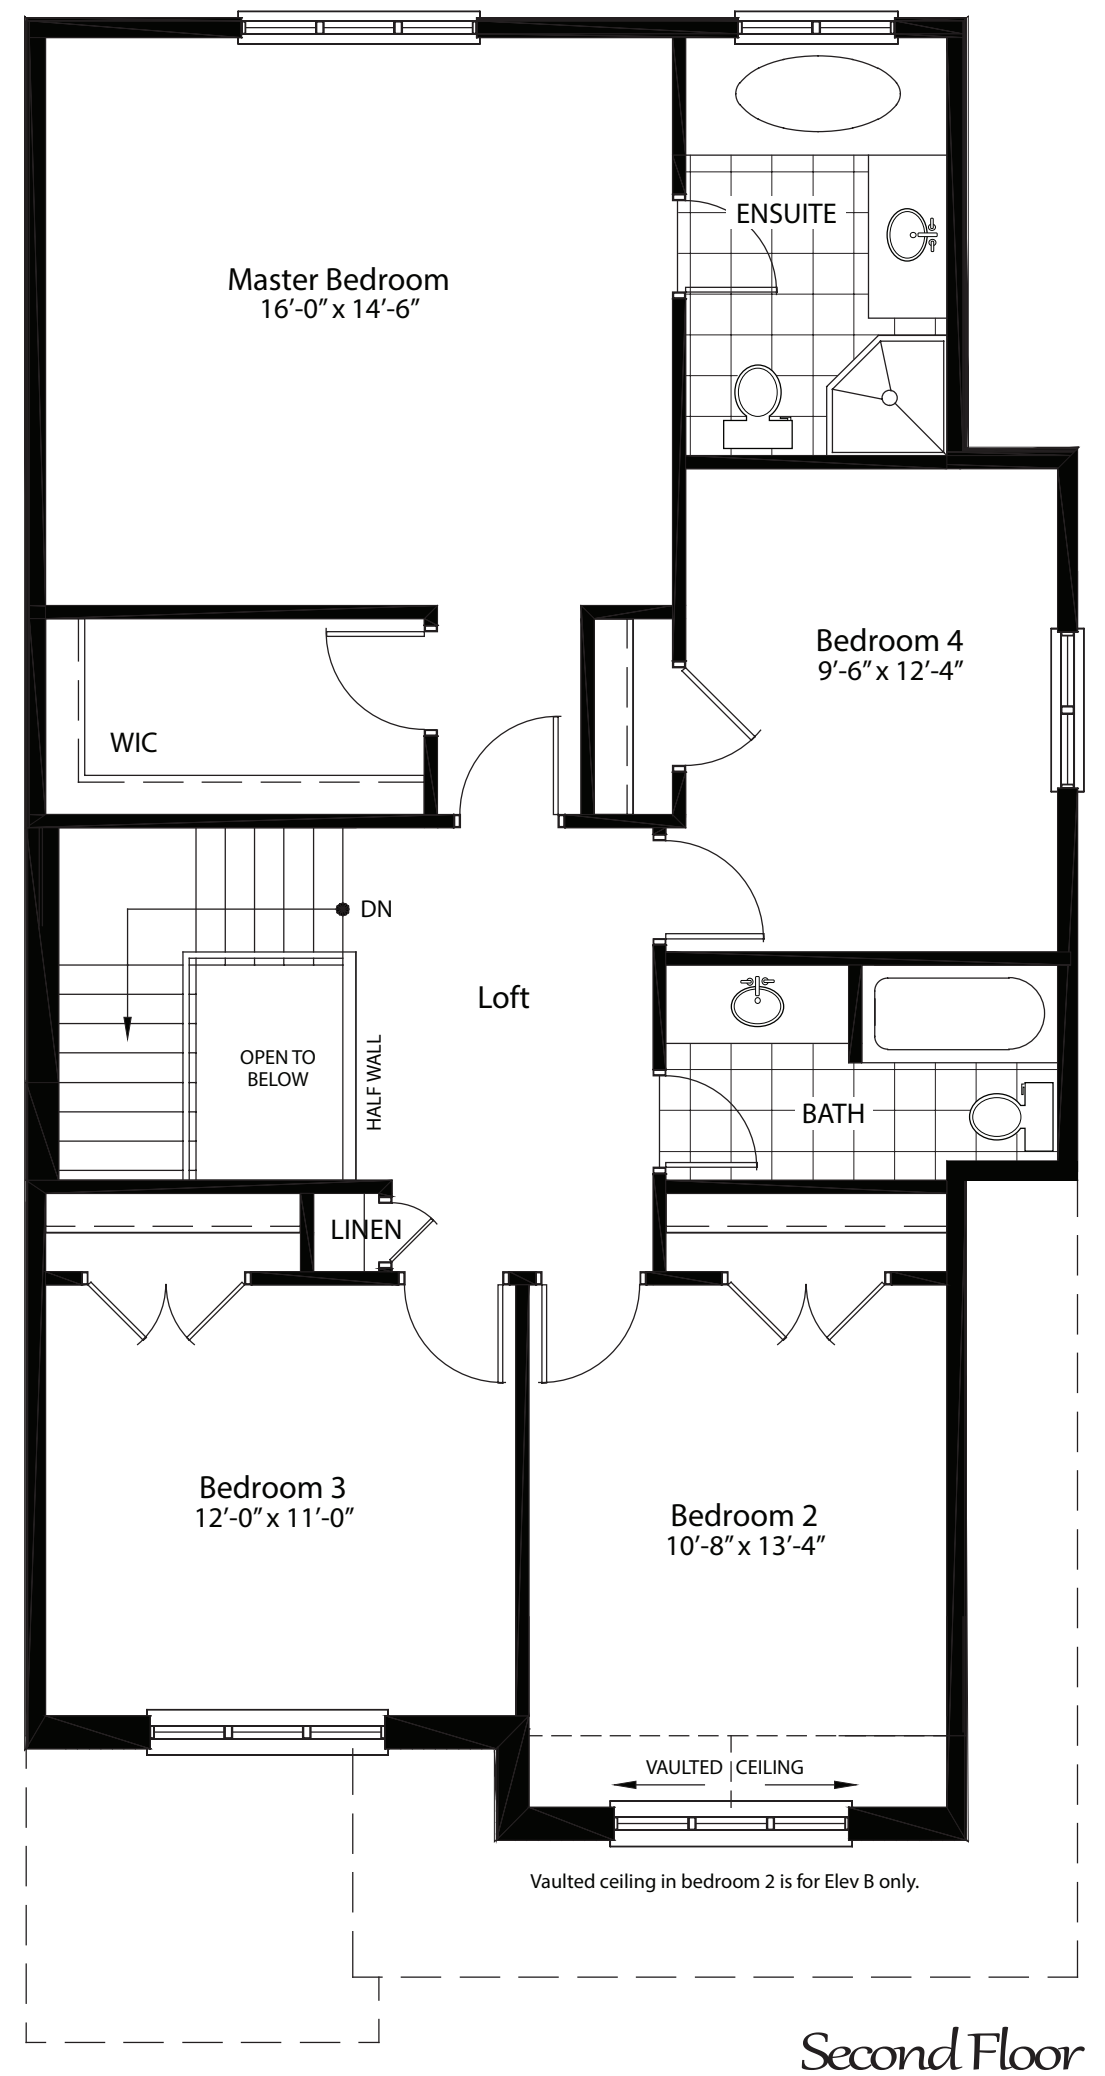 ENSUITE
Master Bedroom
16’-0” x 14’-6”
Bedroom 4
9’-6” x 12’-4”
WIC
DN
Loft
OPEN TO
BELOW
HALF WALL
BATH
LINEN
Bedroom 3
12’-0” x 11’-0”
Bedroom 2
10’-8” x 13’-4”
VAULTED CEILING
Vaulted ceiling in bedroom 2 is for Elev B only.
Second Floor